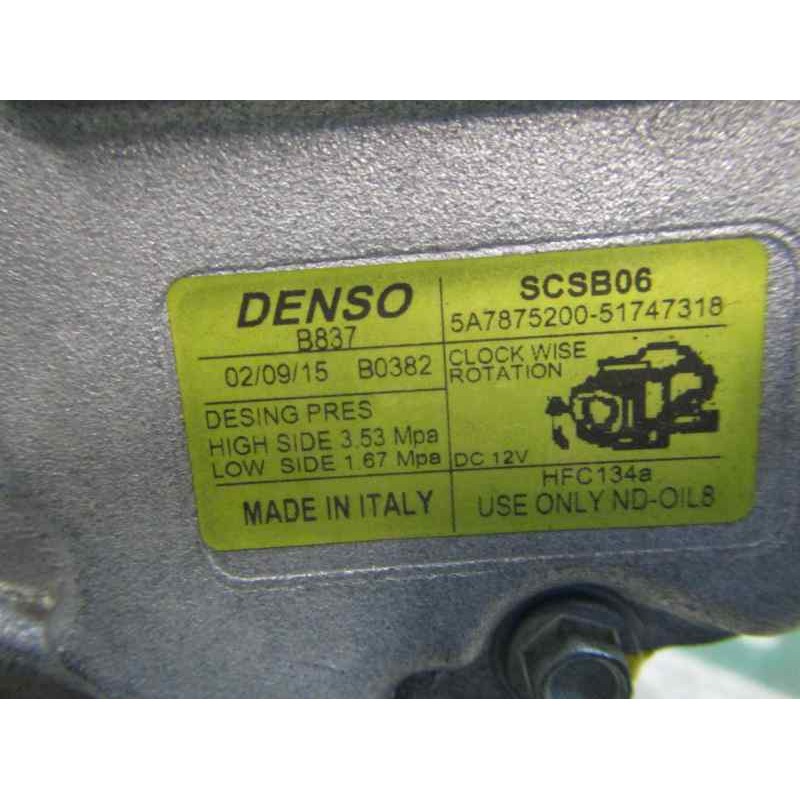 DENSO
B837
02/09/15 B0382
DESING PRES
HIGH SIDE 3.53 Mpa
LOW SIDE 1.67 Mpa
MADE IN ITALY
SCSB06
5A7875200-51747318
CLOCK WISE
ROTATION
DC 12V
HFC134a
USE ONLY ND-OIL8